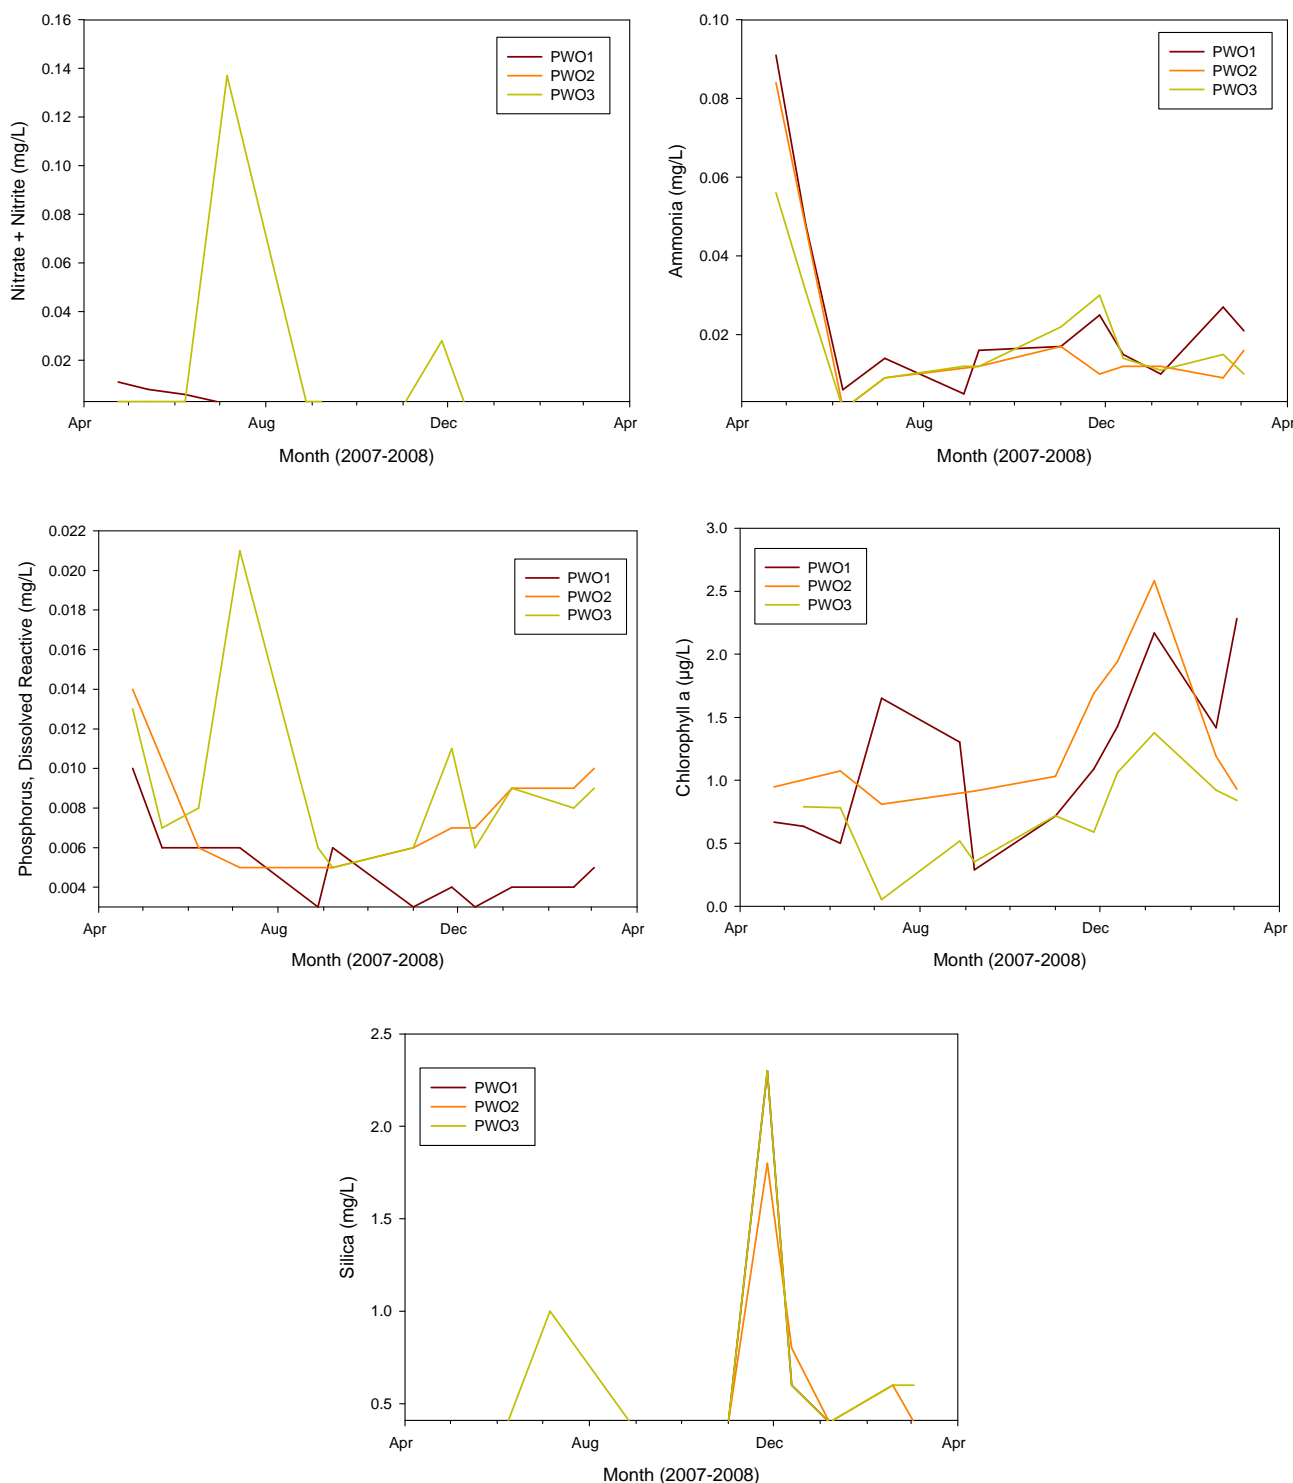 Nitrate + Nitrite (mg/L)
0.16
0.14
0.12
0.10
0.08
0.06
0.04
0.02
PWO1
PWO2
PWO3
Apr Aug Dec Apr
Month (2007-2008)
Ammonia (mg/L)
0.10
0.08
0.06
0.04
0.02
PWO1
PWO2
PWO3
Apr Aug Dec Apr
Month (2007-2008)
Phosphorus, Dissolved Reactive (mg/L)
0.022
0.020
0.018
0.016
0.014
0.012
0.010
0.008
0.006
0.004
PWO1
PWO2
PWO3
Apr Aug Dec Apr
Month (2007-2008)
Chlorophyll a (µg/L)
3.0
2.5
2.0
1.5
1.0
0.5
0.0
PWO1
PWO2
PWO3
Apr Aug Dec Apr
Month (2007-2008)
Silica (mg/L)
2.5
2.0
1.5
1.0
0.5
PWO1
PWO2
PWO3
Apr Aug Dec Apr
Month (2007-2008)